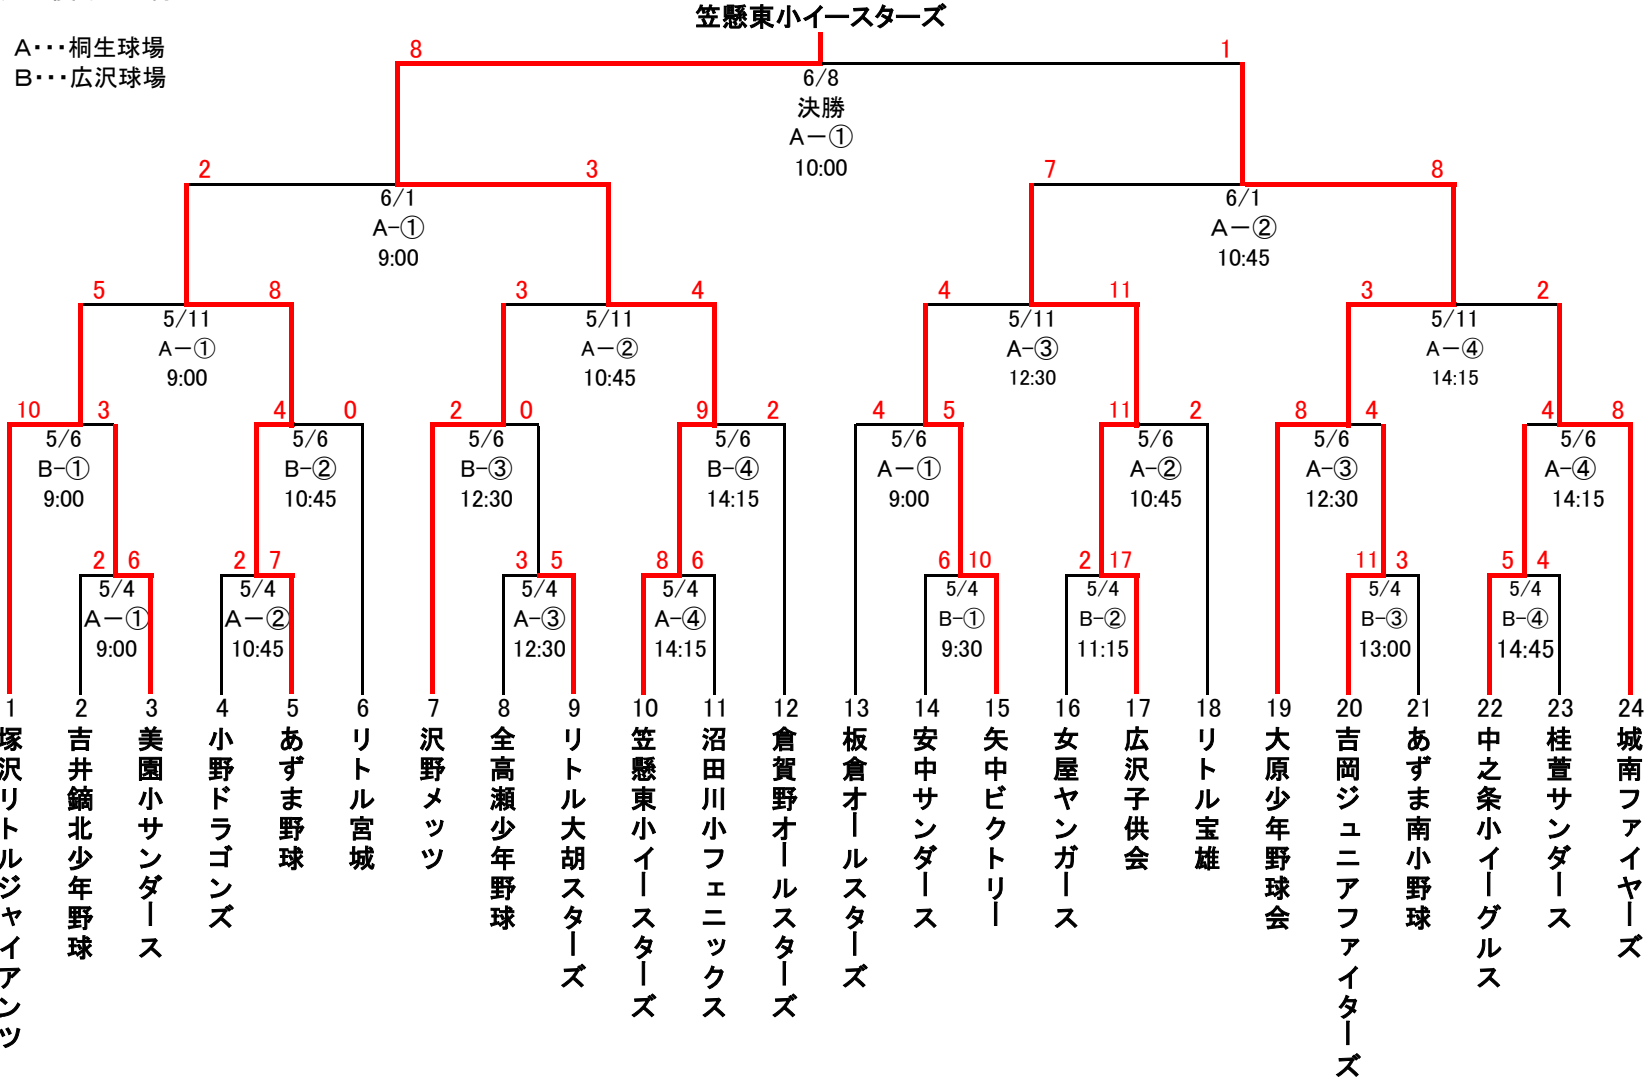 笠懸東小イースターズ
A・・・桐生球場
B・・・広沢球場
8 1
6/8
決勝
A－①
10:00
2 3 7 8
6/1 6/1
A-① A－②
9:00 10:45
5 8 3 4 4 11 3 2
5/11 5/11 5/11 5/11
A－① A－② A-③ A－④
9:00 10:45 12:30 14:15
10 3 4 0 2 0 9 2 4 5 11 2 8 4 4 8
5/6 5/6 5/6 5/6 5/6 5/6 5/6 5/6
B-① B-② B-③ B-④ A－① A-② A-③ A-④
9:00 10:45 12:30 14:15 9:00 10:45 12:30 14:15
2 6 2 7 3 5 8 6 6 10 2 17 11 3 5 4
5/4 5/4 5/4 5/4 5/4 5/4 5/4 5/4
A－① A－② A-③ A-④ B-① B-② B-③ B-④
9:00 10:45 12:30 14:15 9:30 11:15 13:00 14:45
1 2 3 4 5 6 7 8 9 10 11 12 13 14 15 16 17 18 19 20 21 22 23 24
塚沢リトルジャイアンツ
吉井鏑北少年野球
美園小サンダース
小野ドラゴンズ
あずま野球
リトル宮城
沢野メッツ
全高瀬少年野球
リトル大胡スターズ
笠懸東小イースターズ
沼田川小フェニックス
倉賀野オールスターズ
板倉オールスターズ
安中サンダース
矢中ビクトリー
女屋ヤンガース
広沢子供会
リトル宝雄
大原少年野球会
吉岡ジュニアファイターズ
あずま南小野球
中之条小イーグルス
桂萱サンダース
城南ファイヤーズ